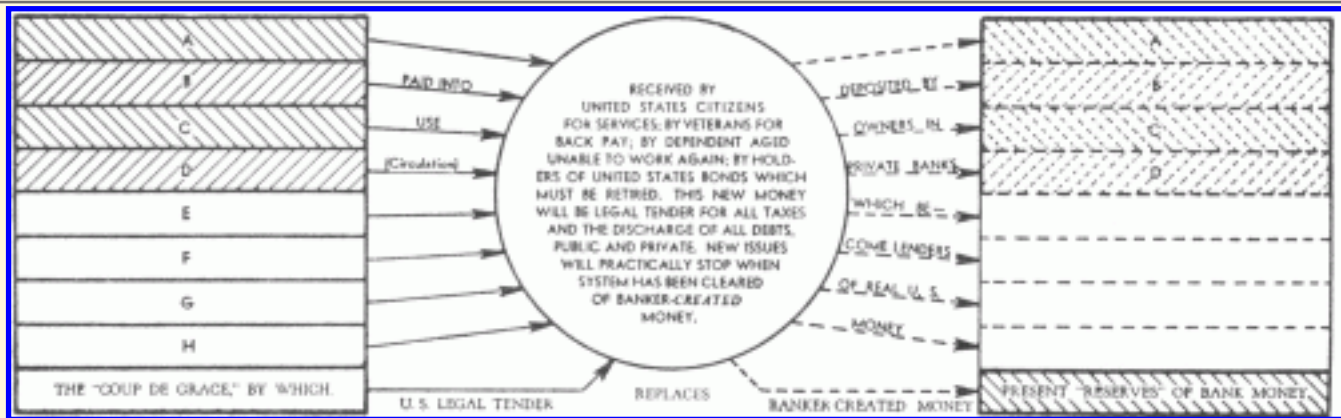 A
B
C
D
E
F
G
H
THE "COUP DE GRACE," BY WHICH.
PAID INTO
USE
(Circulation)
U.S. LEGAL TENDER
RECEIVED BY
UNITED STATES CITIZENS
FOR SERVICES; BY VETERANS FOR
BACK PAY; BY DEPENDENT AGED
UNABLE TO WORK AGAIN; BY HOLD-
ERS OF UNITED STATES BONDS WHICH
MUST BE RETIRED. THIS NEW MONEY
WILL BE LEGAL TENDER FOR ALL TAXES
AND THE DISCHARGE OF ALL DEBTS,
PUBLIC AND PRIVATE. NEW ISSUES
WILL PRACTICALLY STOP WHEN
SYSTEM HAS BEEN CLEARED
OF BANKER-CREATED
MONEY.
REPLACES
DEPOSITED BY
OWNERS IN
PRIVATE BANKS
WHICH BE-
COME LENDERS
OF REAL U.S.
MONEY
BANKER-CREATED MONEY
A
B
C
D
PRESENT "RESERVES" OF BANK MONEY